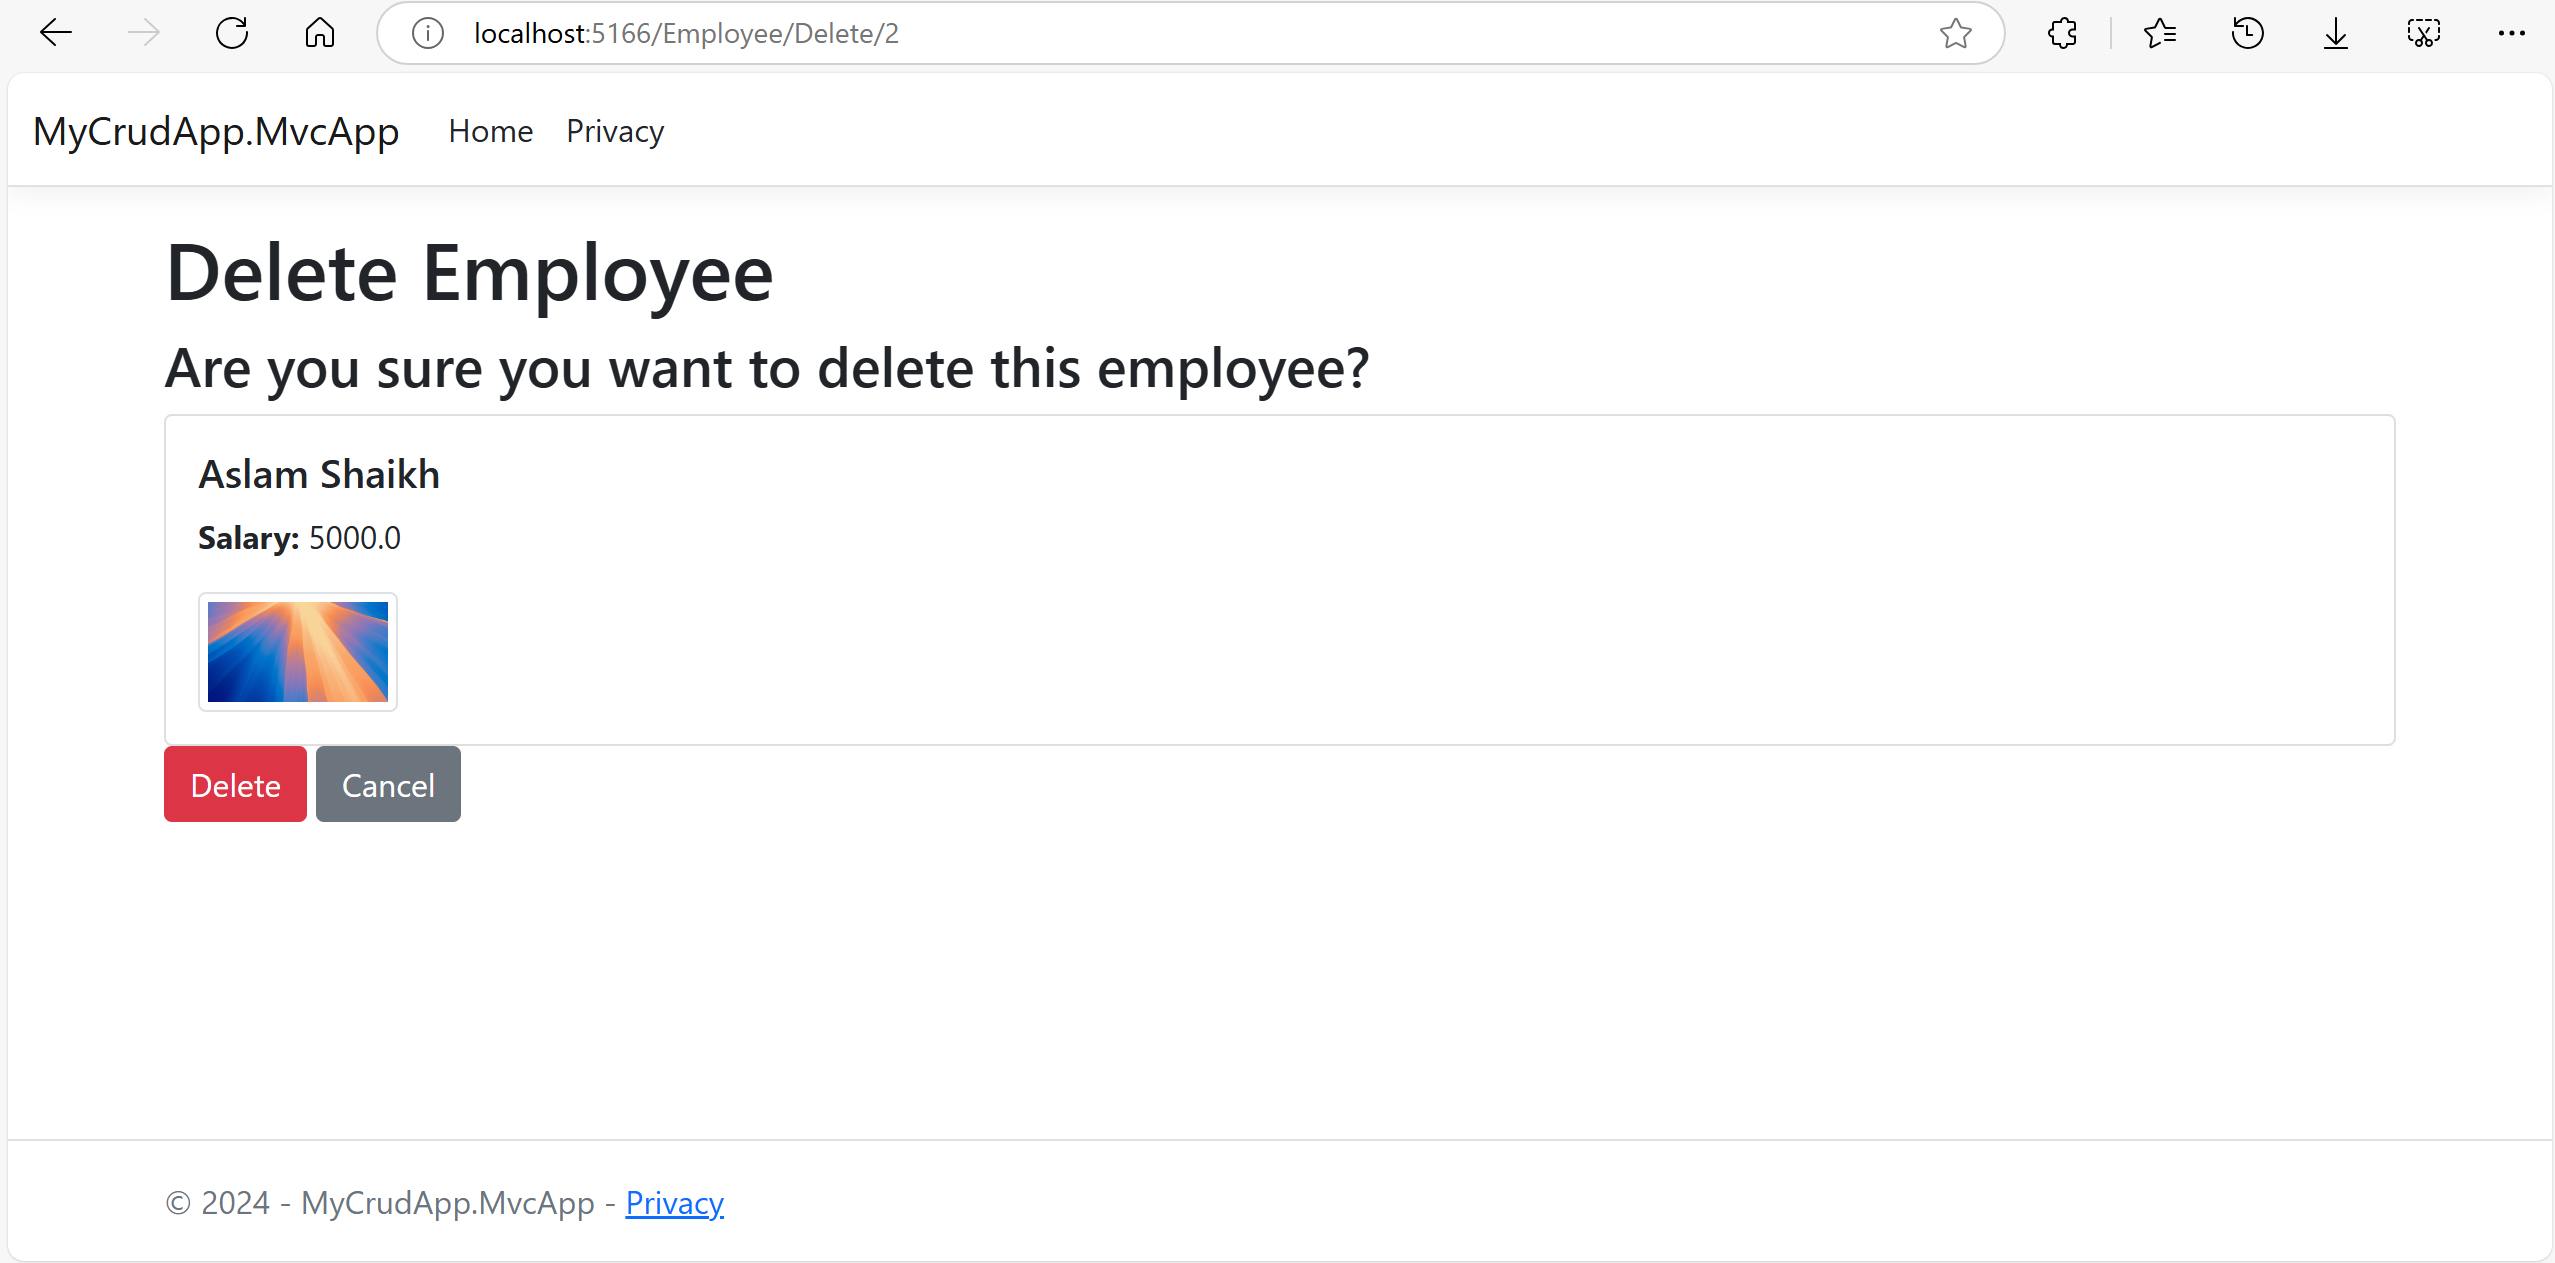 localhost:5166/Employee/Delete/2
MyCrudApp.MvcApp Home Privacy
Delete Employee
Are you sure you want to delete this employee?
Aslam Shaikh
Salary: 5000.0
Delete Cancel
© 2024 - MyCrudApp.MvcApp - Privacy